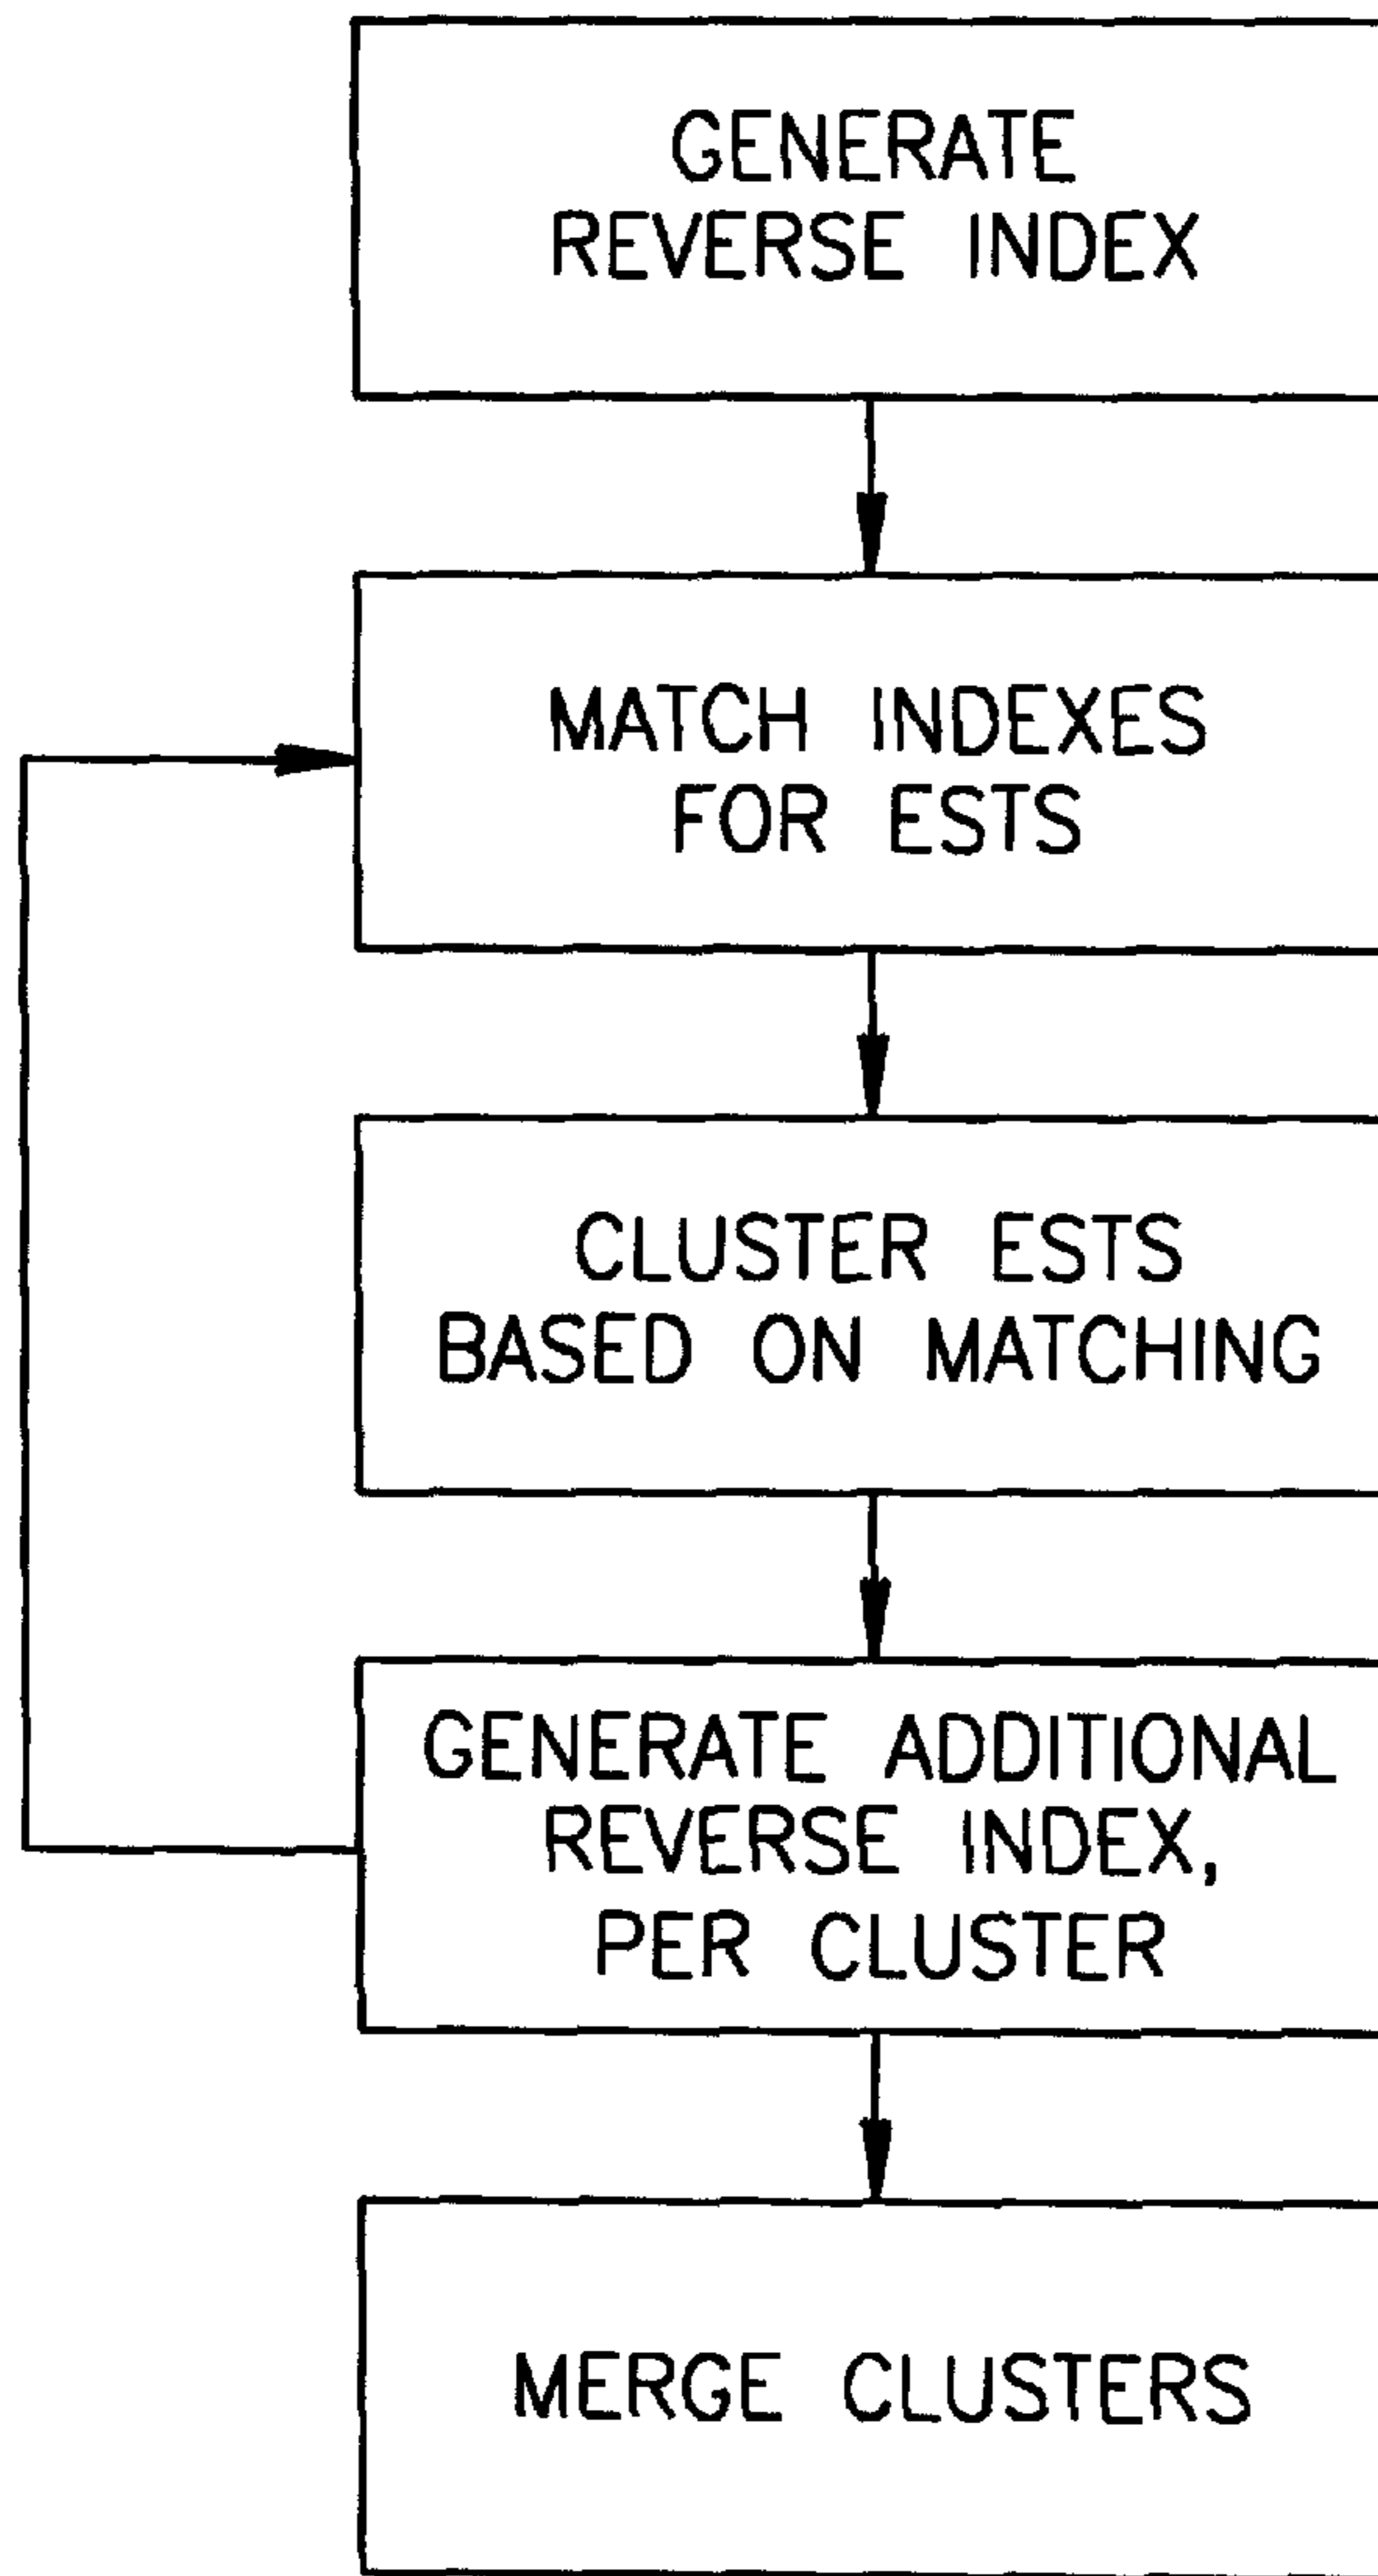 GENERATE
REVERSE INDEX
MATCH INDEXES
FOR ESTS
CLUSTER ESTS
BASED ON MATCHING
GENERATE ADDITIONAL
REVERSE INDEX,
PER CLUSTER
MERGE CLUSTERS